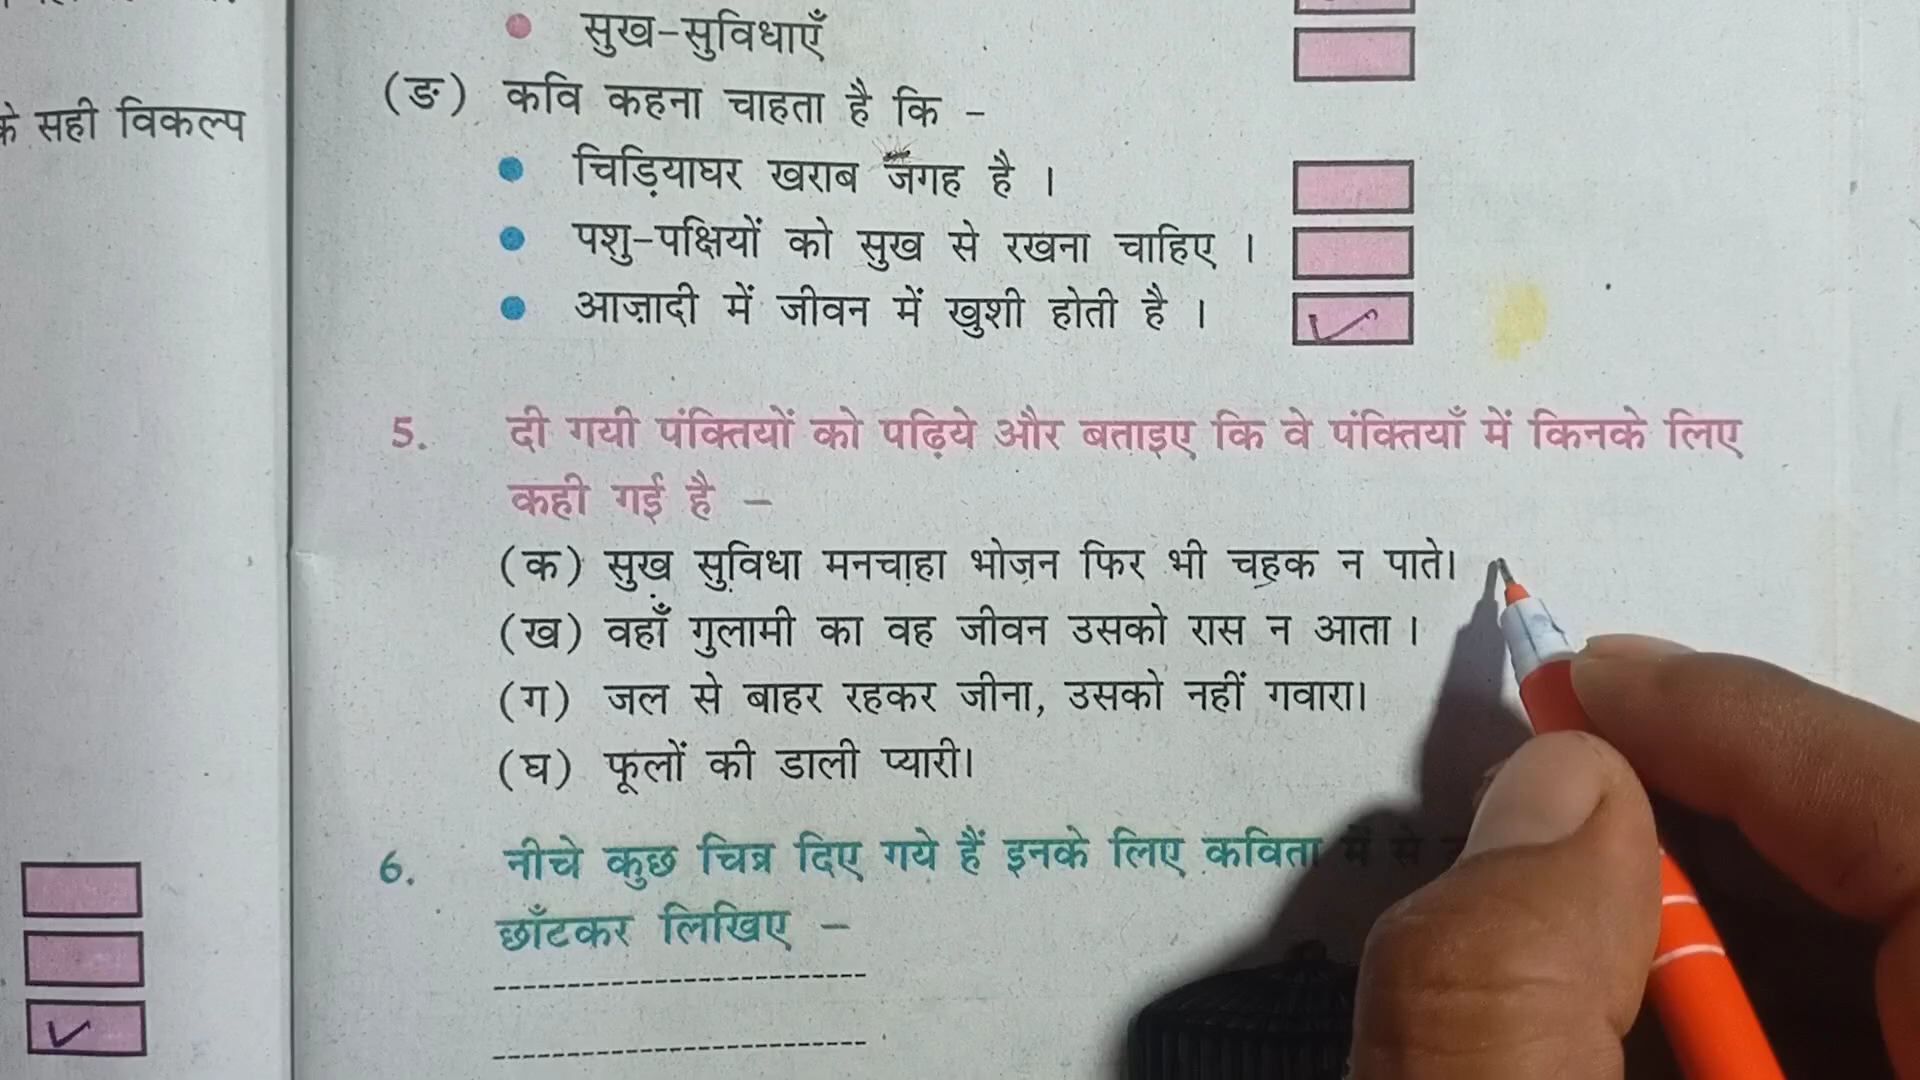 सुख-सुविधाएँ
के सही विकल्प
(ङ) कवि कहना चाहता है कि -
चिड़ियाघर खराब जगह है ।
पशु-पक्षियों को सुख से रखना चाहिए ।
आज़ादी में जीवन में खुशी होती है ।
5. दी गयी पंक्तियों को पढ़िये और बताइए कि वे पंक्तियाँ में किनके लिए
कही गई है -
(क) सुख सुविधा मनचाहा भोजन फिर भी चहक न पाते।
(ख) वहाँ गुलामी का वह जीवन उसको रास न आता ।
(ग) जल से बाहर रहकर जीना, उसको नहीं गवारा।
(घ) फूलों की डाली प्यारी।
6. नीचे कुछ चित्र दिए गये हैं इनके लिए कविता में से
छाँटकर लिखिए -